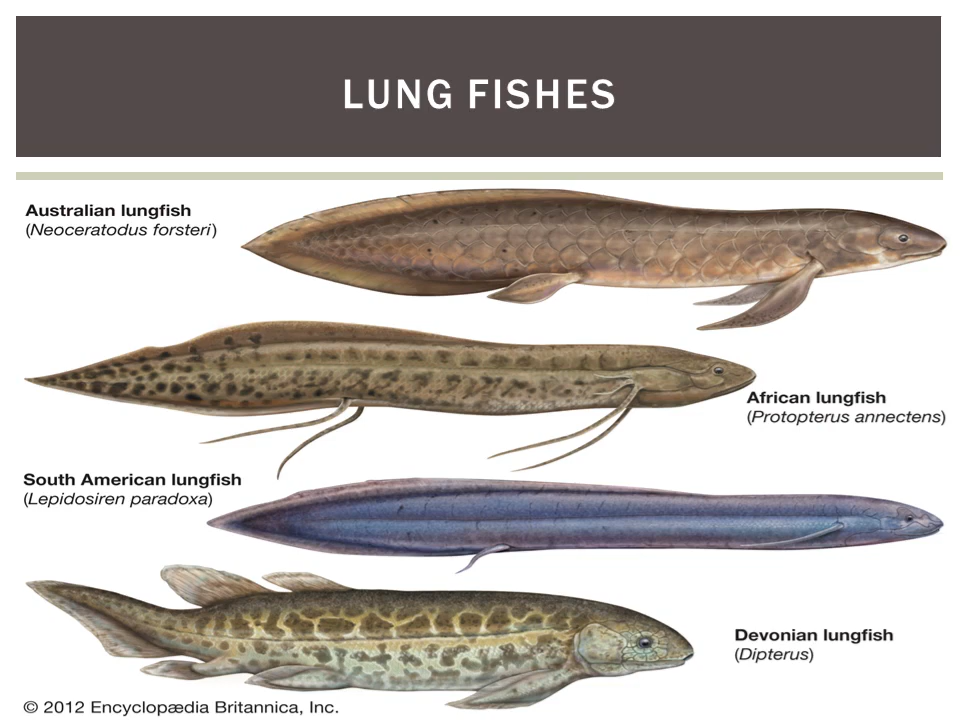 LUNG FISHES
Australian lungfish
(Neoceratodus forsteri)
African lungfish
(Protopterus annectens)
South American lungfish
(Lepidosiren paradoxa)
Devonian lungfish
(Dipterus)
© 2012 Encyclopædia Britannica, Inc.